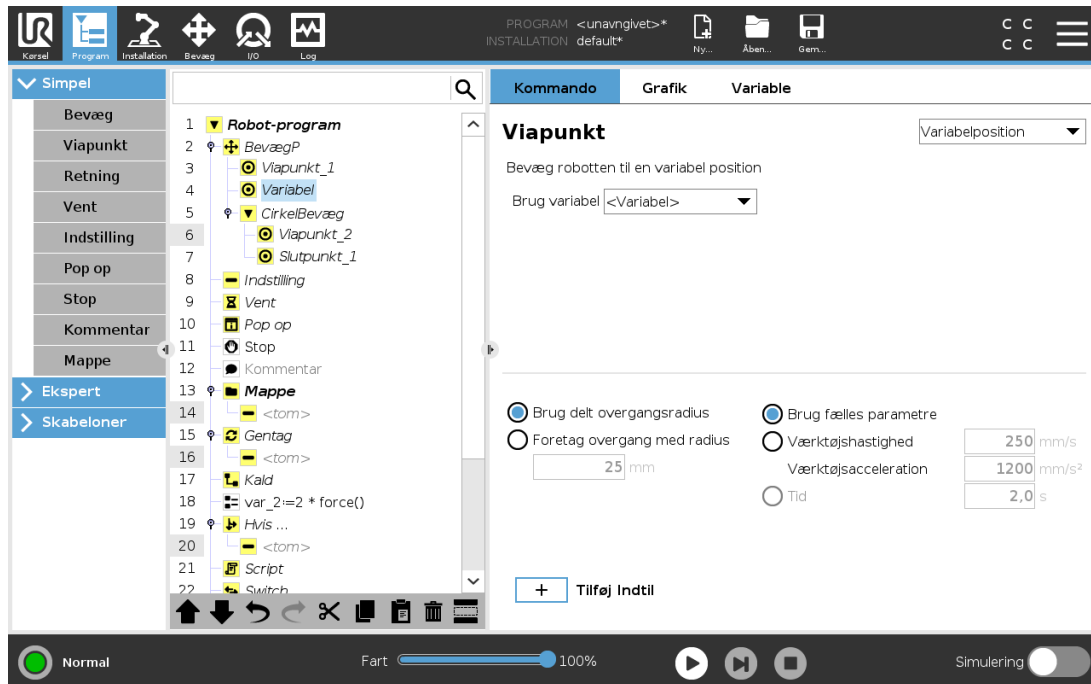 Kørsel
Program
Installation
Bevæg
I/O
Log
PROGRAM <unavngivet>*
INSTALLATION default*
Ny...
Åben...
Gem...
C C
C C
Simpel
Bevæg
Viapunkt
Retning
Vent
Indstilling
Pop op
Stop
Kommentar
Mappe
Ekspert
Skabeloner
1 Robot-program
2 BevægP
3 Viapunkt_1
4 Variabel
5 CirkelBevæg
6 Viapunkt_2
7 Slutpunkt_1
8 Indstilling
9 Vent
10 Pop op
11 Stop
12 Kommentar
13 Mappe
14 <tom>
15 Gentag
16 <tom>
17 Kald
18 var_2:=2 * force()
19 Hvis ...
20 <tom>
21 Script
22 Switch
Kommando Grafik Variable
Viapunkt
Variabelposition
Bevæg robotten til en variabel position
Brug variabel <Variabel>
Brug delt overgangsradius
Foretag overgang med radius
25 mm
Brug fælles parametre
Værktøjshastighed 250 mm/s
Værktøjsacceleration 1200 mm/s²
Tid 2,0 s
+ Tilføj Indtil
Normal
Fart 100%
Simulering